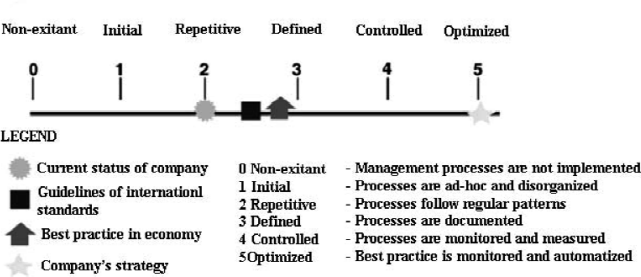 Non-exitant Initial Repetitive Defined Controlled Optimized
0 1 2 3 4 5
LEGEND
Current status of company
Guidelines of internationl
standards
Best practice in economy
Company's strategy
0 Non-exitant - Management processes are not implemented
1 Initial - Processes are ad-hoc and disorganized
2 Repetitive - Processes follow regular patterns
3 Defined - Processes are documented
4 Controlled - Processes are monitored and measured
5Optimized - Best practice is monitored and automatized